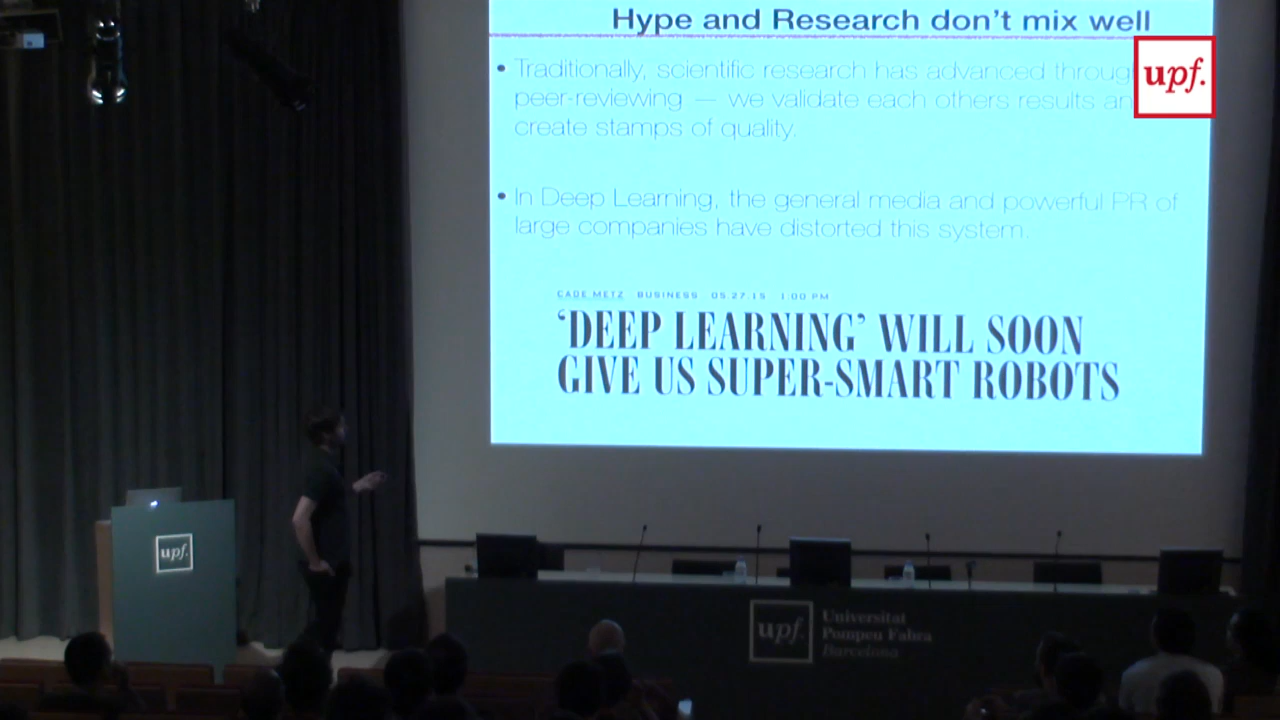 Hype and Research don't mix well
• Traditionally, scientific research has advanced throug
peer-reviewing — we validate each others results an
create stamps of quality.
• In Deep Learning, the general media and powerful PR of
large companies have distorted this system.
CADE METZ BUSINESS 05.27.15 1:00 PM
‘DEEP LEARNING’ WILL SOON
GIVE US SUPER-SMART ROBOTS
upf.
upf.
upf.
Universitat
Pompeu Fabra
Barcelona